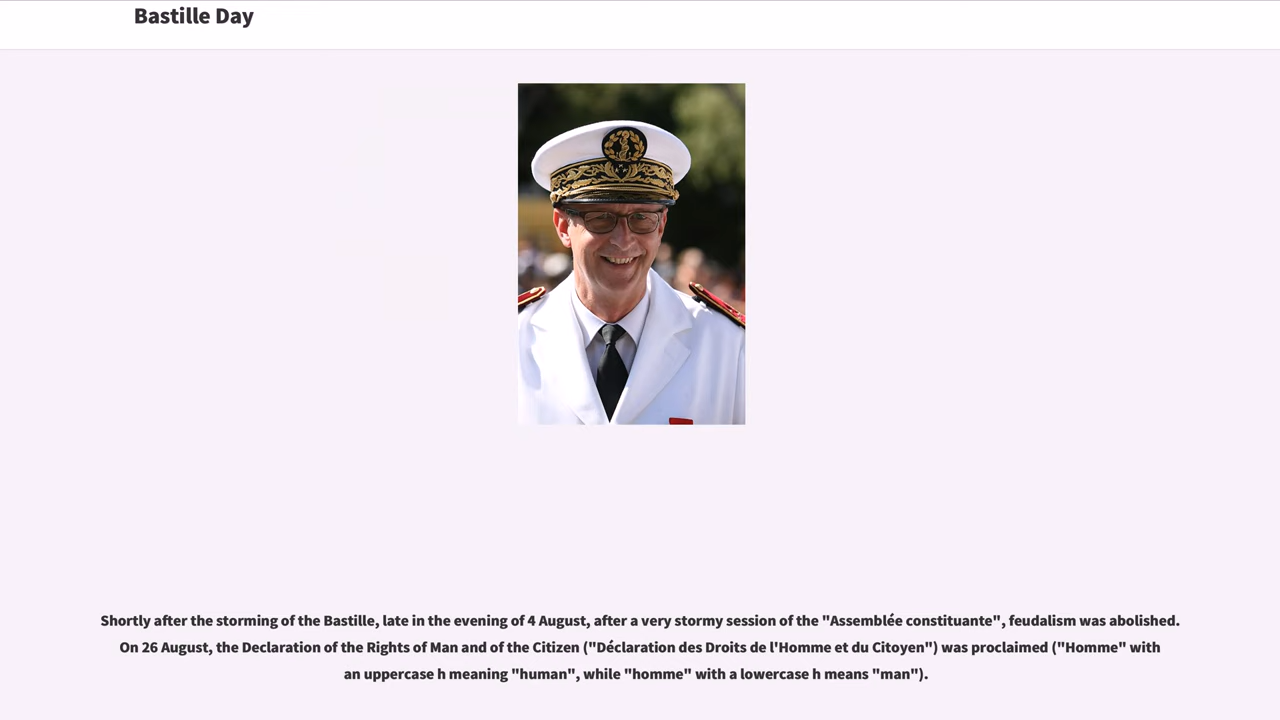 Bastille Day
Shortly after the storming of the Bastille, late in the evening of 4 August, after a very stormy session of the "Assemblée constituante", feudalism was abolished.
On 26 August, the Declaration of the Rights of Man and of the Citizen ("Déclaration des Droits de l'Homme et du Citoyen") was proclaimed ("Homme" with
an uppercase h meaning "human", while "homme" with a lowercase h means "man").